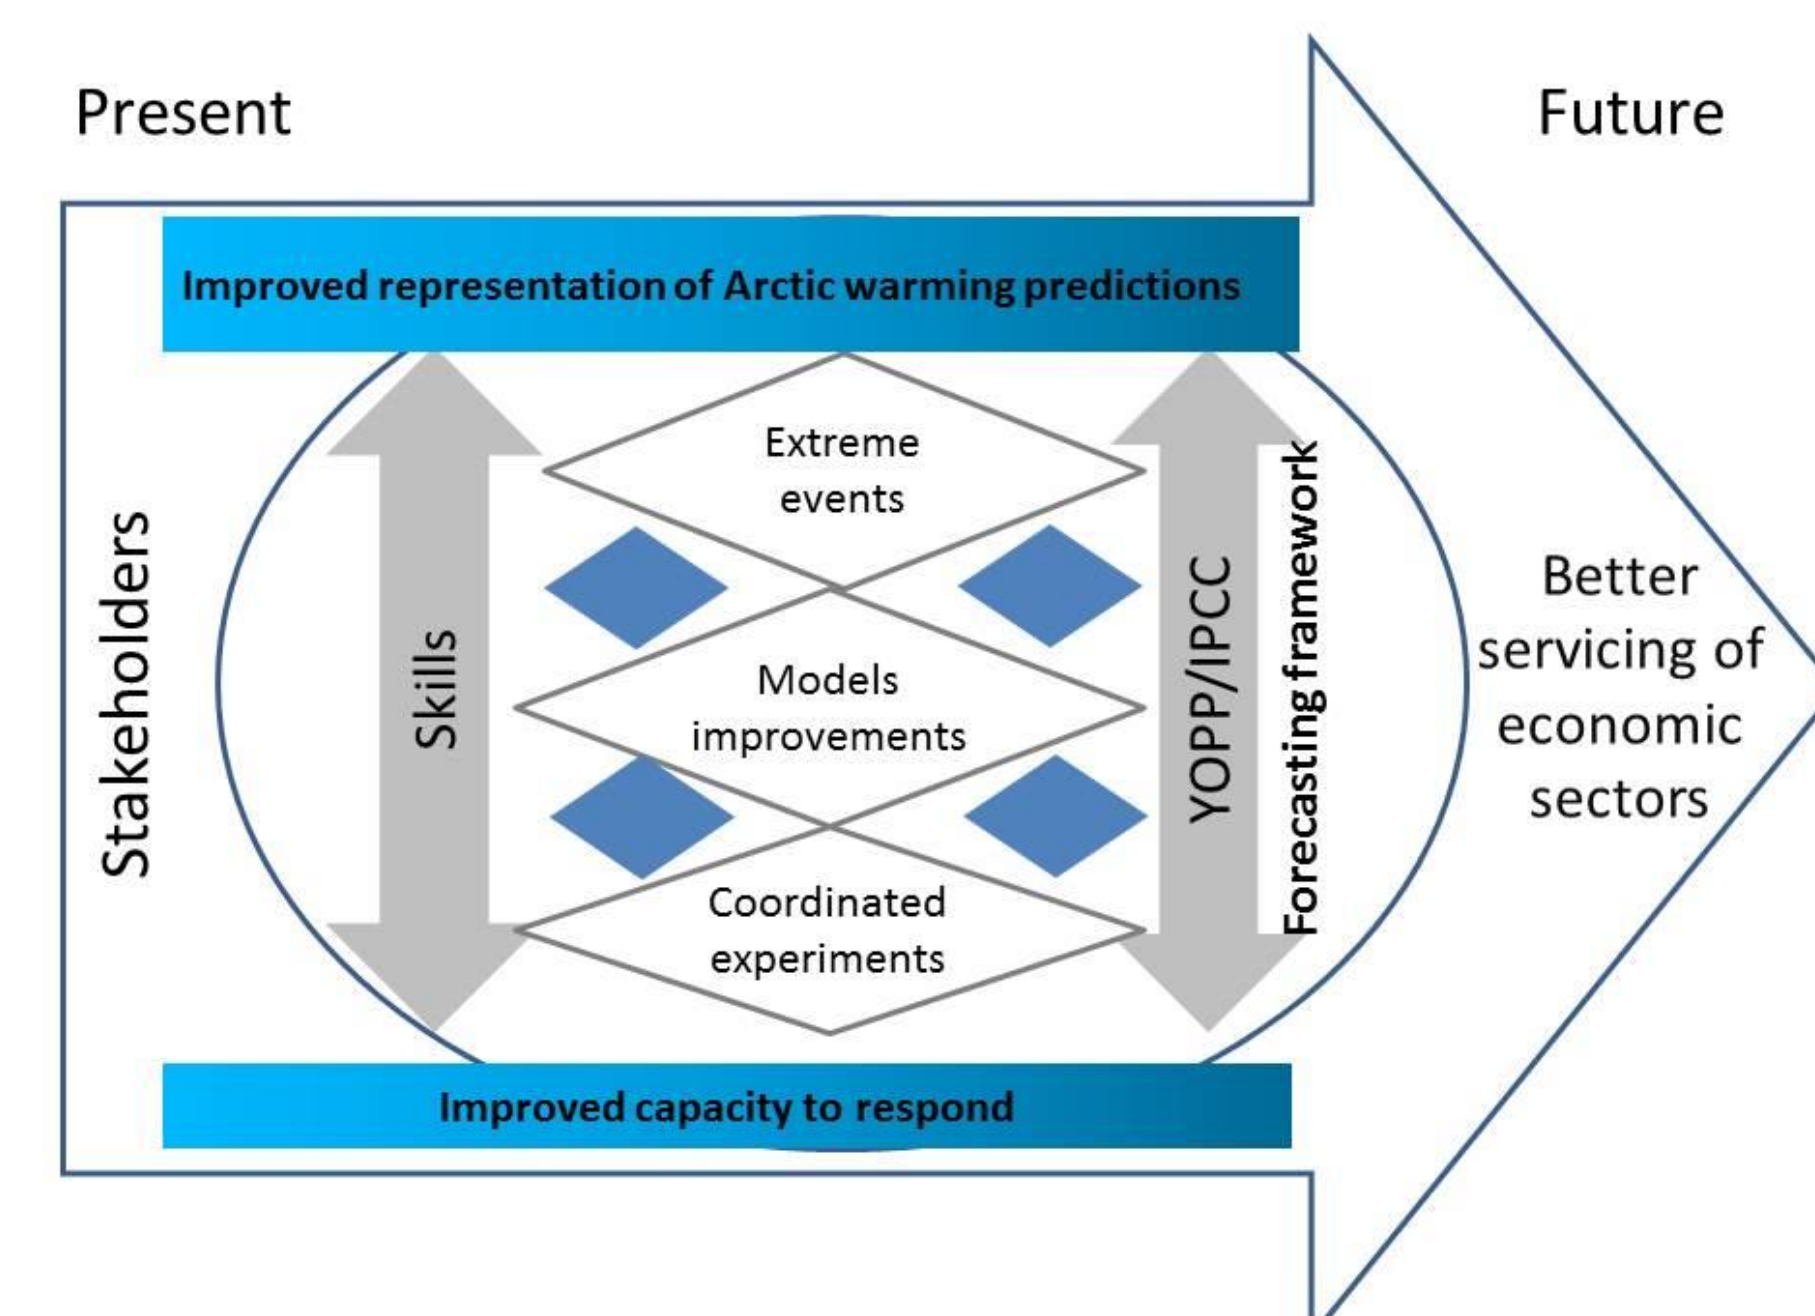 Present
Future
Improved representation of Arctic warming predictions
Stakeholders
Skills
Extreme
events
Models
improvements
Coordinated
experiments
YOPP/IPCC
Forecasting framework
Better
servicing of
economic
sectors
Improved capacity to respond